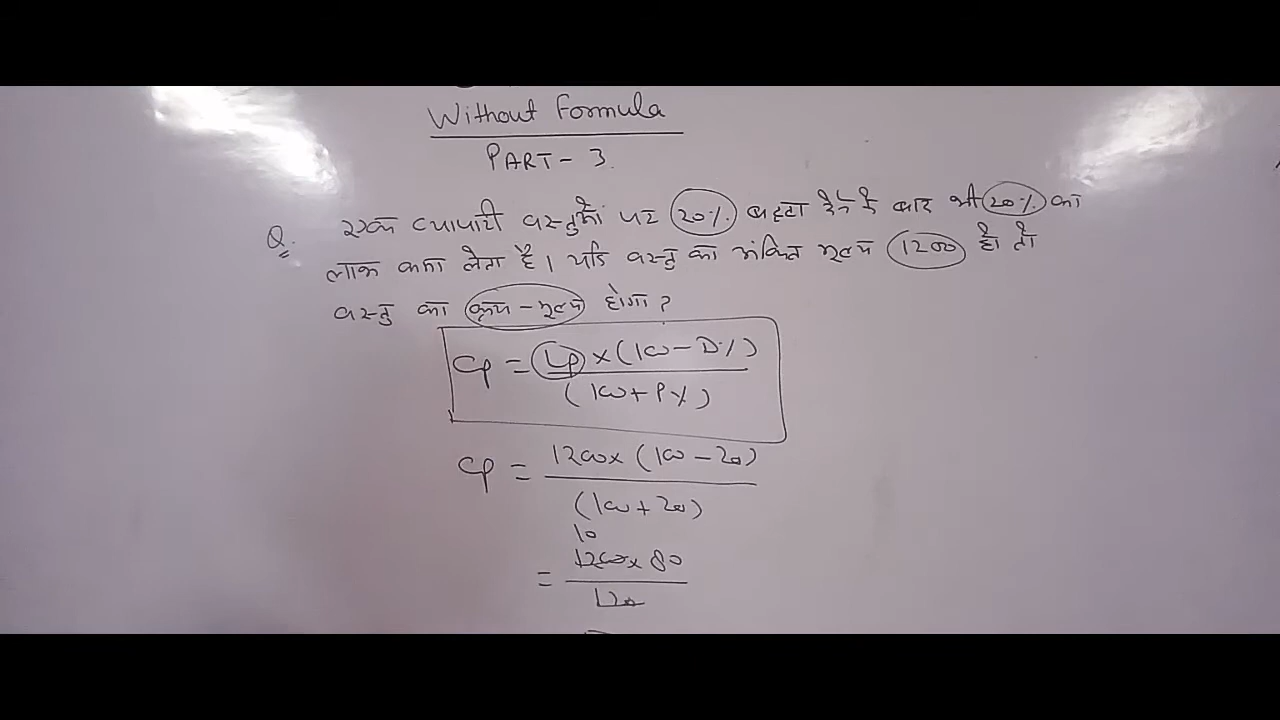 Without Formula
PART - 3.
Q. एक व्यापारी वस्तुओं पर 20% बट्टा देने के बाद भी 20% का
लाभ कमा लेता है। यदि वस्तु का अंकित मूल्य 1200 हो तो
वस्तु का क्रय-मूल्य होगा?
CP = LP × (100 - D%)
(100 + P%)
CP = 1200 × (100 - 20)
(100 + 20)
10
= 1200 × 80
120